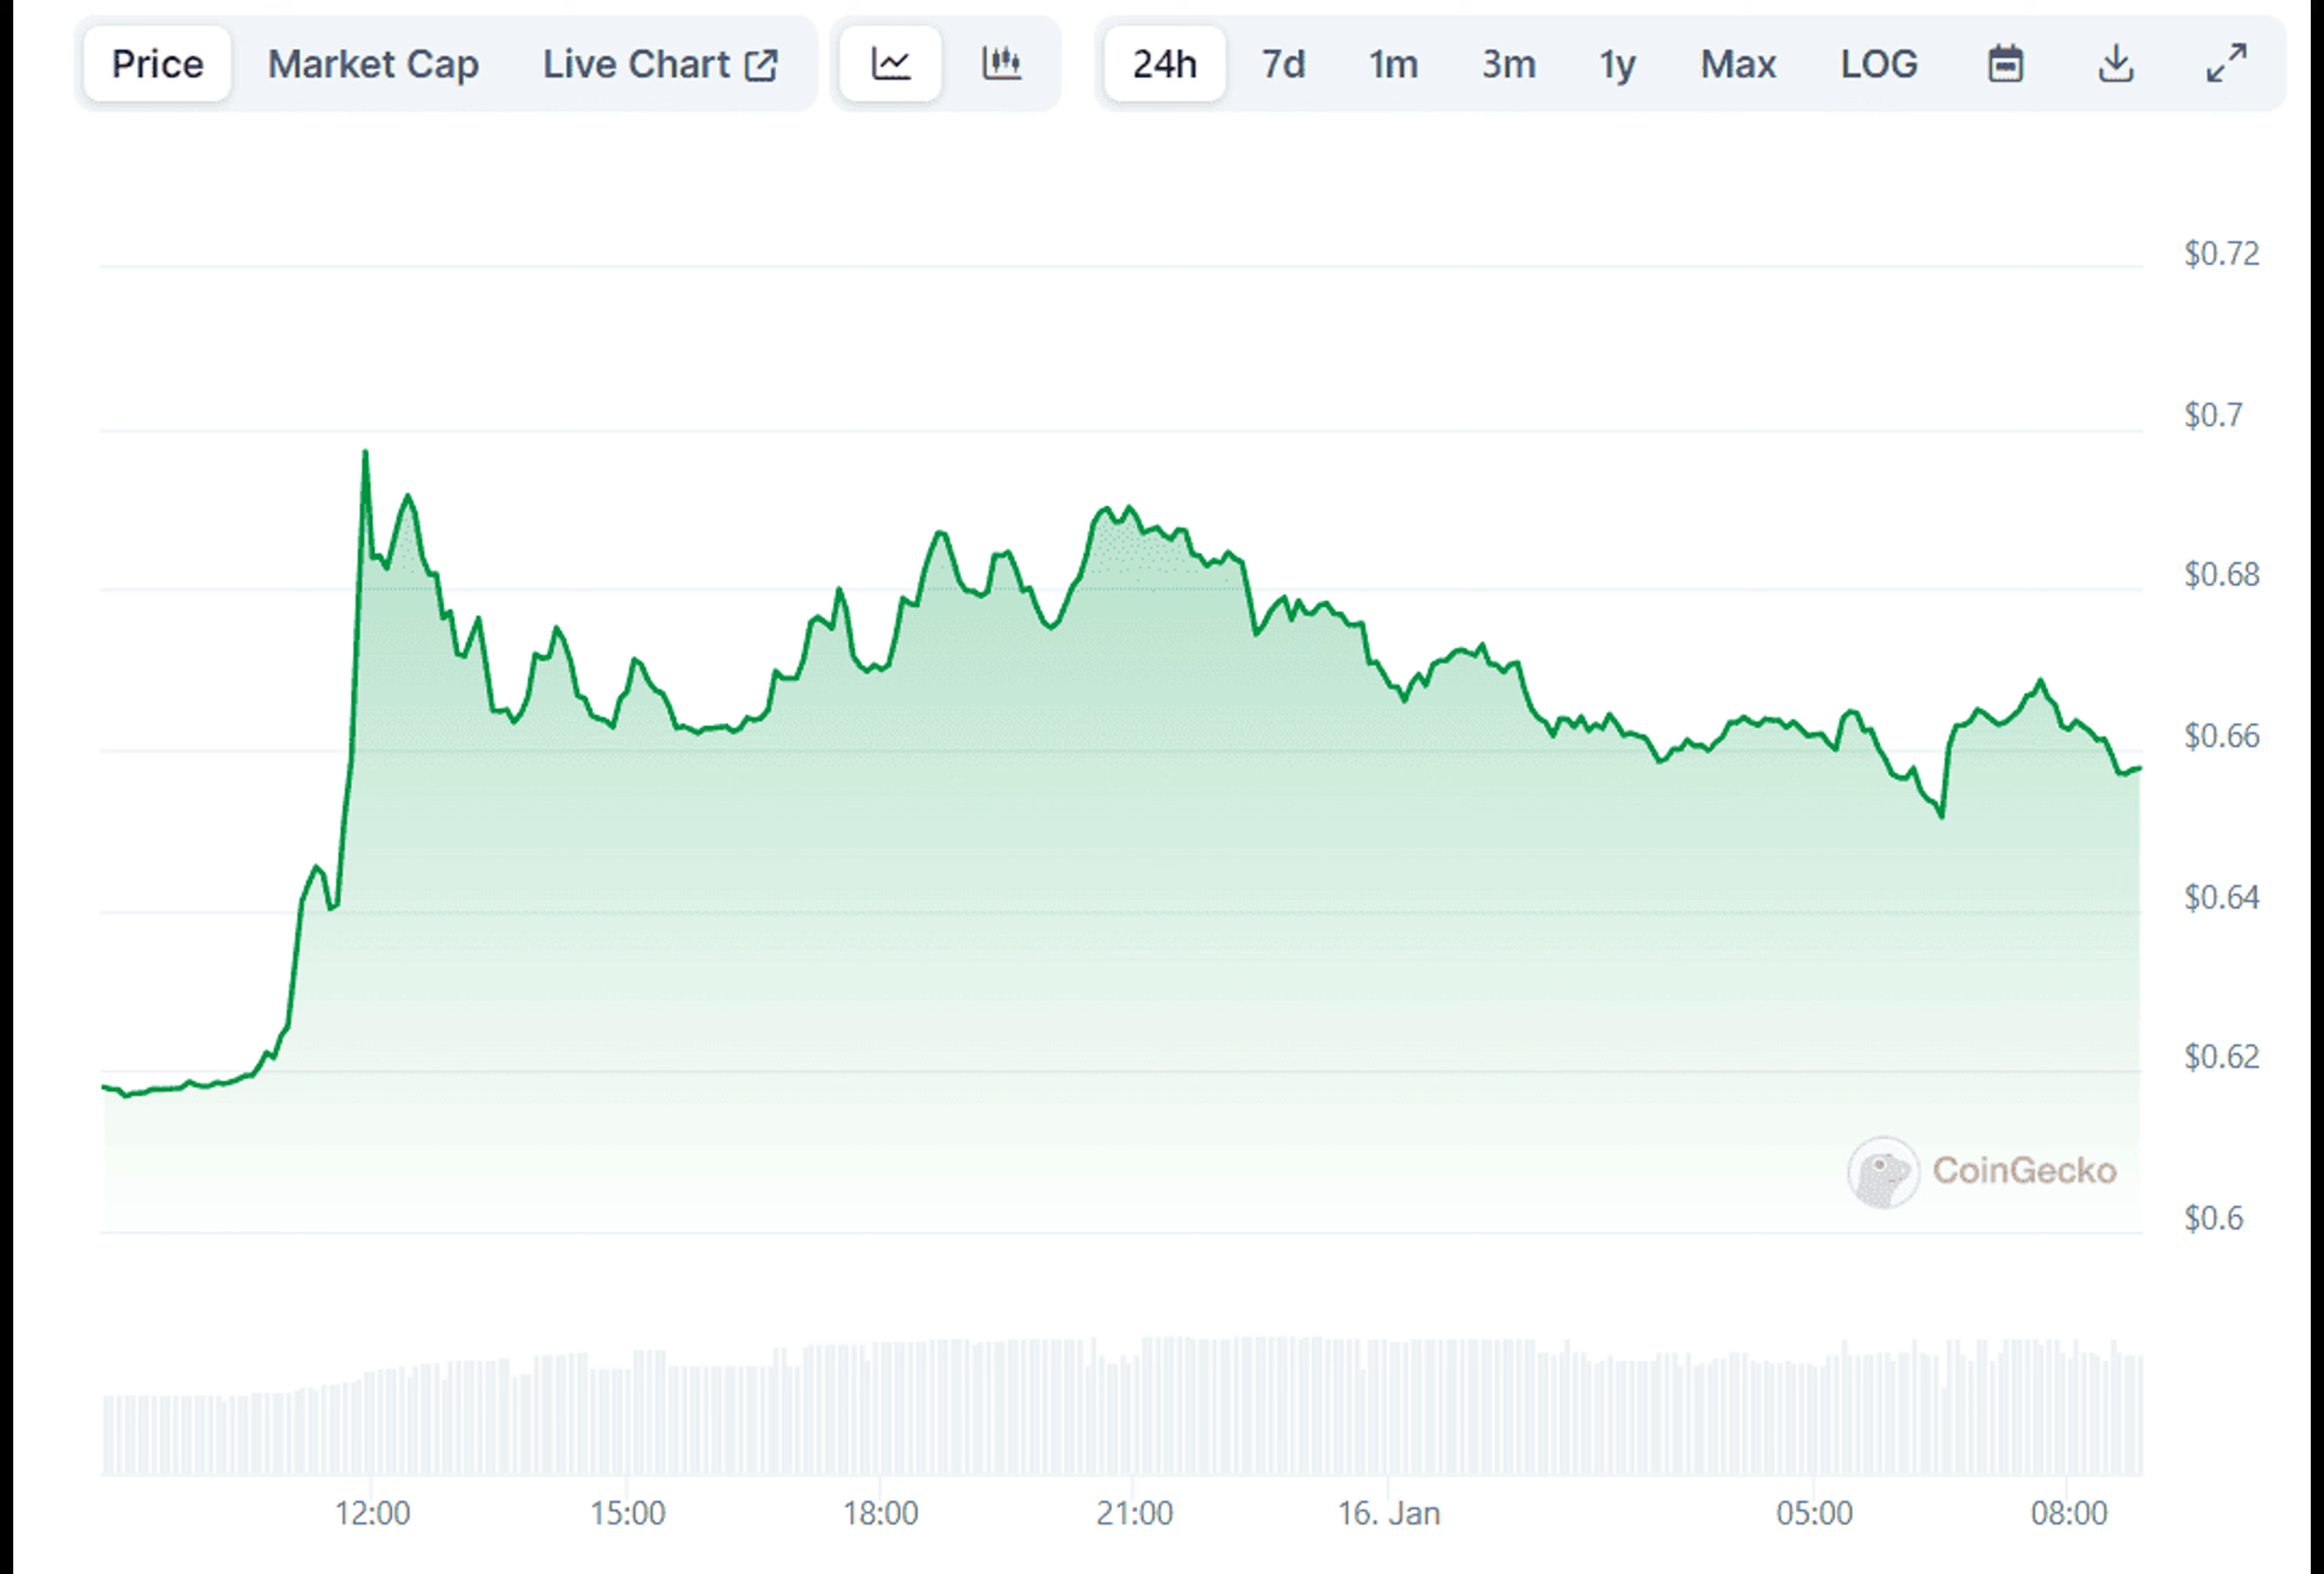 Price Market Cap Live Chart 24h 7d 1m 3m 1y Max LOG
$0.72
$0.7
$0.68
$0.66
$0.64
$0.62
CoinGecko
$0.6
12:00 15:00 18:00 21:00 16. Jan 05:00 08:00